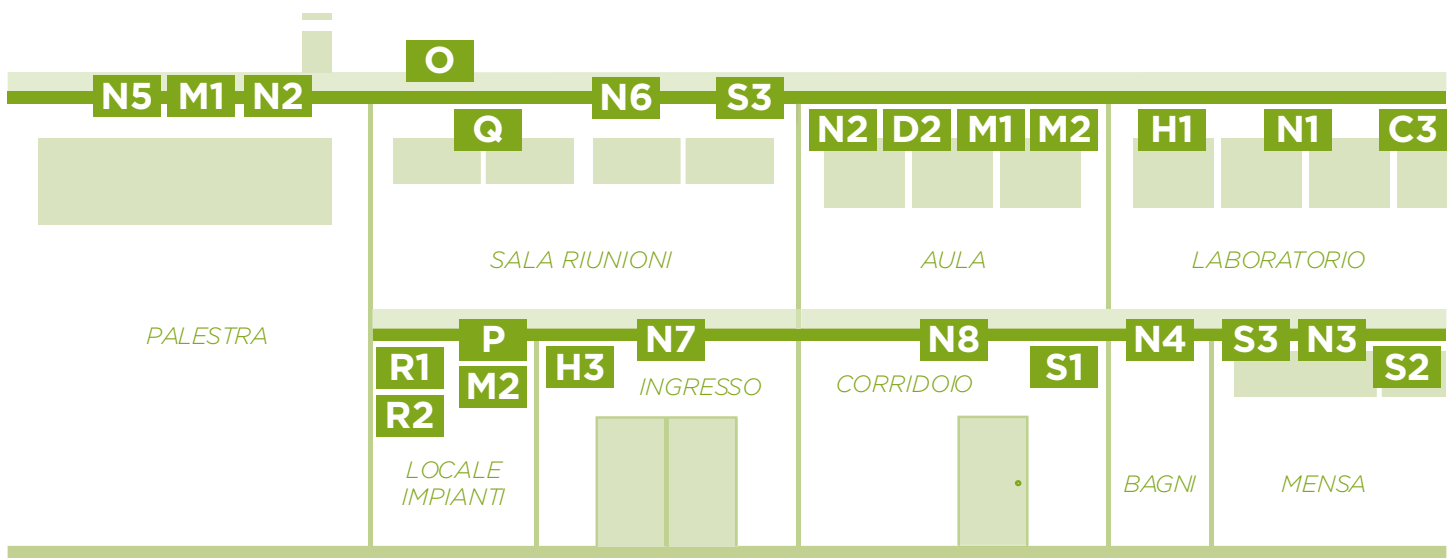 O
N5 M1 N2 N6 S3
Q N2 D2 M1 M2 H1 N1 C3
SALA RIUNIONI AULA LABORATORIO
PALESTRA
P N7 N8 N4 S3 N3
R1 H3 S1 S2
M2 INGRESSO CORRIDOIO
R2
LOCALE
IMPIANTI
BAGNI MENSA